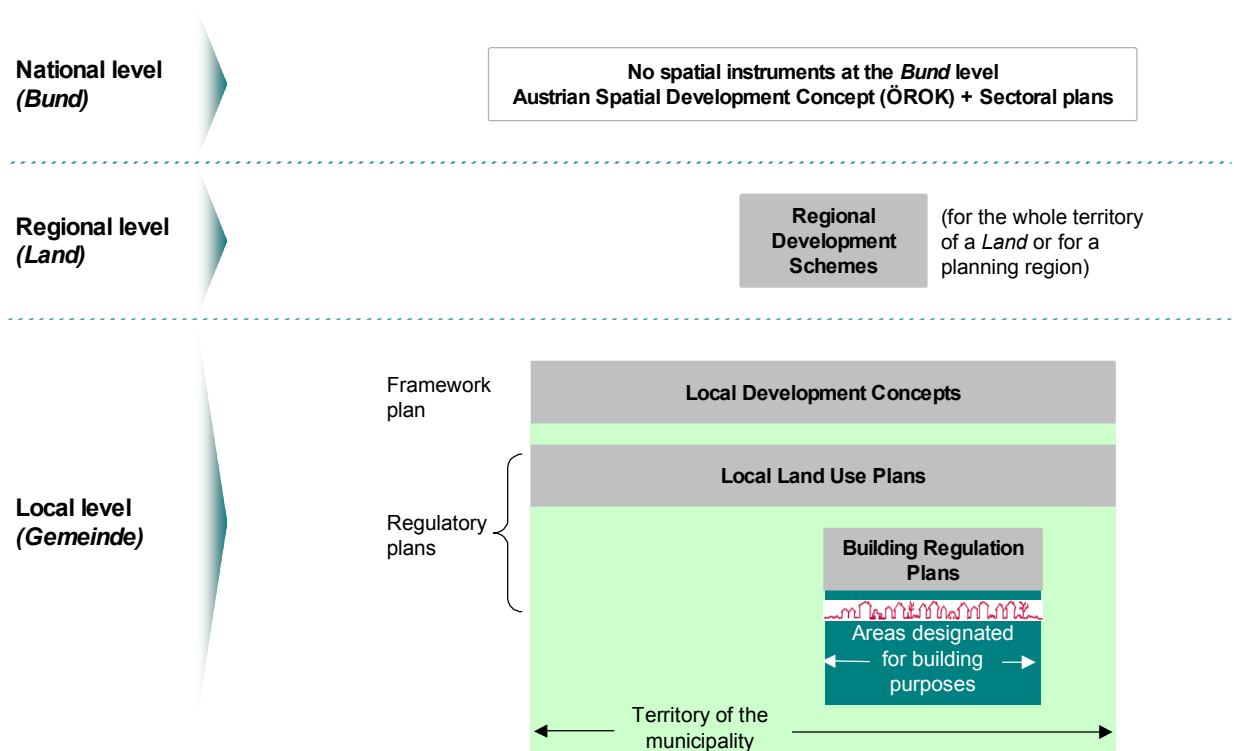 National level
(Bund)
No spatial instruments at the Bund level
Austrian Spatial Development Concept (ÖROK) + Sectoral plans
Regional level
(Land)
Regional
Development
Schemes
(for the whole territory
of a Land or for a
planning region)
Local level
(Gemeinde)
Framework
plan
Local Development Concepts
Local Land Use Plans
Regulatory
plans
Building Regulation
Plans
Areas designated
for building
purposes
Territory of the
municipality